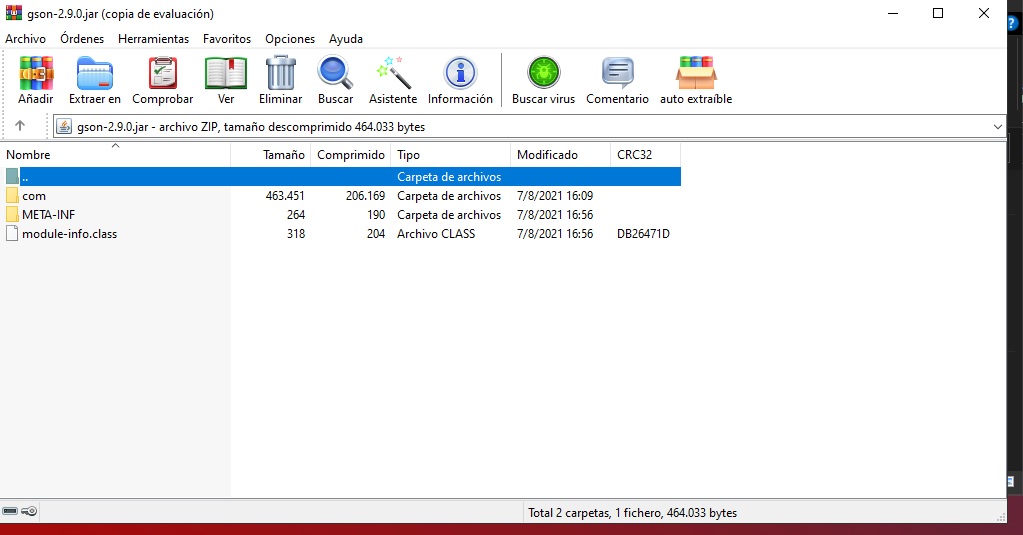 gson-2.9.0.jar (copia de evaluación)
Archivo Órdenes Herramientas Favoritos Opciones Ayuda
Añadir Extraer en Comprobar Ver Eliminar Buscar Asistente Información Buscar virus Comentario auto extraíble
gson-2.9.0.jar - archivo ZIP, tamaño descomprimido 464.033 bytes
Nombre Tamaño Comprimido Tipo Modificado CRC32
.. Carpeta de archivos
com 463.451 206.169 Carpeta de archivos 7/8/2021 16:09
META-INF 264 190 Carpeta de archivos 7/8/2021 16:56
module-info.class 318 204 Archivo CLASS 7/8/2021 16:56 DB26471D
Total 2 carpetas, 1 fichero, 464.033 bytes